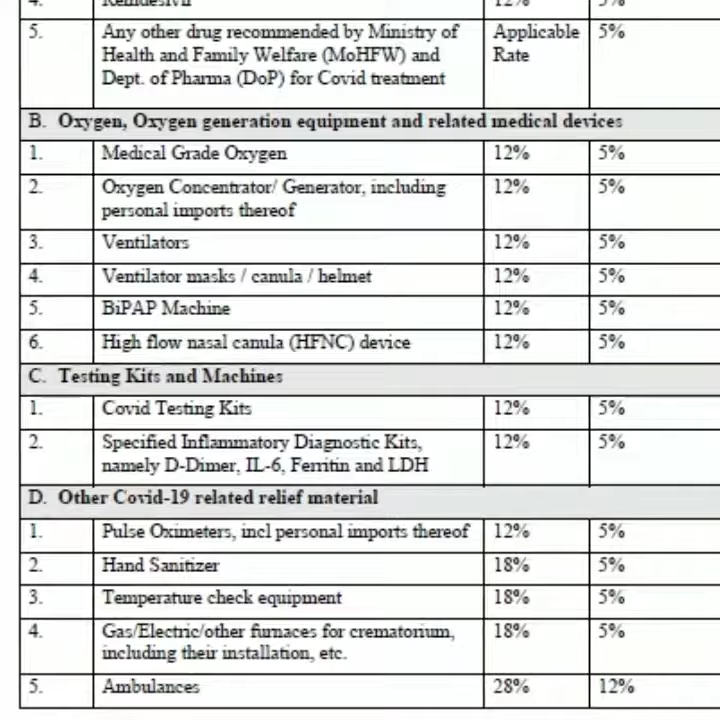 4. Remdesivir 12% 5%
5. Any other drug recommended by Ministry of Applicable 5%
Health and Family Welfare (MoHFW) and Rate
Dept. of Pharma (DoP) for Covid treatment
B. Oxygen, Oxygen generation equipment and related medical devices
1. Medical Grade Oxygen 12% 5%
2. Oxygen Concentrator/ Generator, including 12% 5%
personal imports thereof
3. Ventilators 12% 5%
4. Ventilator masks / canula / helmet 12% 5%
5. BiPAP Machine 12% 5%
6. High flow nasal canula (HFNC) device 12% 5%
C. Testing Kits and Machines
1. Covid Testing Kits 12% 5%
2. Specified Inflammatory Diagnostic Kits, 12% 5%
namely D-Dimer, IL-6, Ferritin and LDH
D. Other Covid-19 related relief material
1. Pulse Oximeters, incl personal imports thereof 12% 5%
2. Hand Sanitizer 18% 5%
3. Temperature check equipment 18% 5%
4. Gas/Electric/other furnaces for crematorium, 18% 5%
including their installation, etc.
5. Ambulances 28% 12%